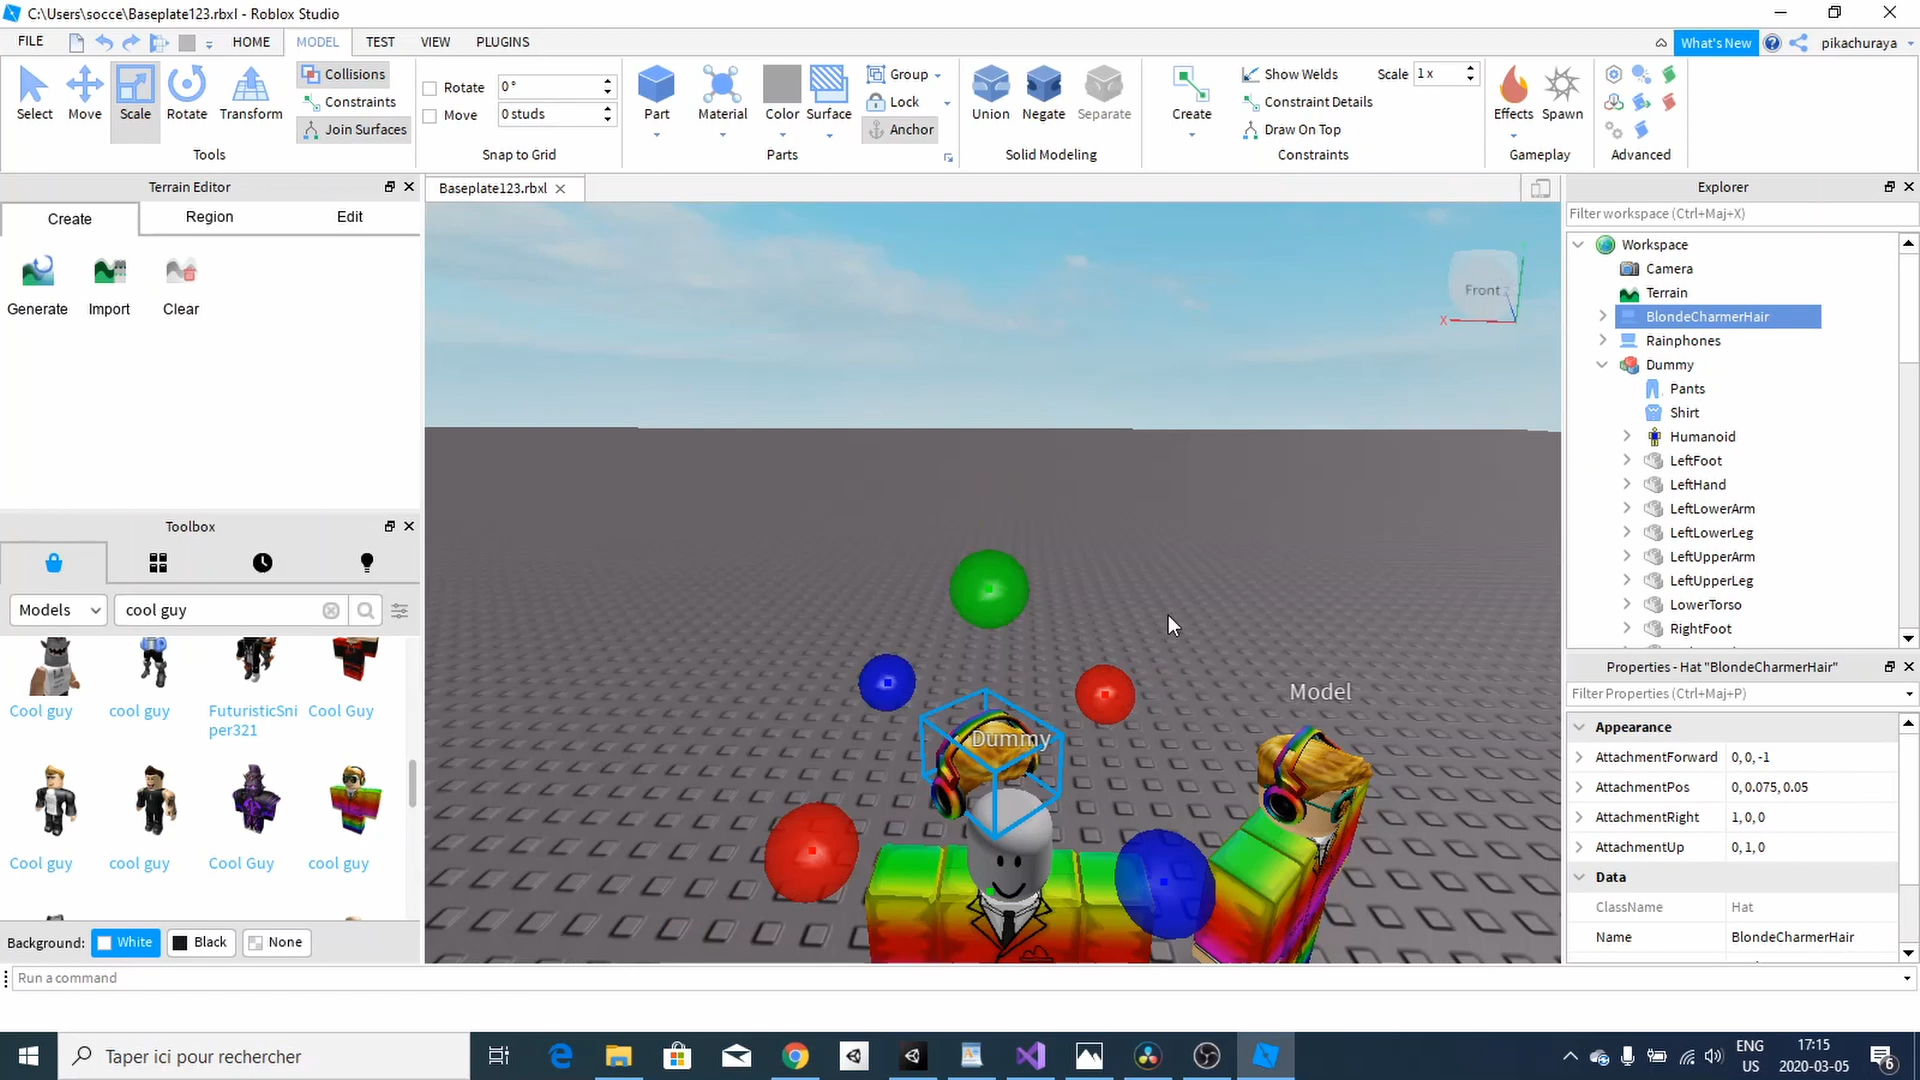 C:\Users\socce\Baseplate123.rbxl - Roblox Studio
FILE HOME MODEL TEST VIEW PLUGINS What's New pikachuraya
Select Move Scale Rotate Transform
Collisions
Constraints
Join Surfaces
Tools
Rotate 0°
Move 0 studs
Snap to Grid
Part Material Color Surface
Group
Lock
Anchor
Parts
Union Negate Separate
Solid Modeling
Create
Show Welds
Scale 1x
Constraint Details
Draw On Top
Constraints
Effects Spawn
Gameplay
Advanced
Terrain Editor
Create Region Edit
Generate Import Clear
Toolbox
Models cool guy
Cool guy cool guy FuturisticSni Cool Guy
per321
Cool guy cool guy Cool Guy cool guy
Background: White Black None
Baseplate123.rbxl
Front
X
Model
Dummy
Explorer
Filter workspace (Ctrl+Maj+X)
Workspace
Camera
Terrain
BlondeCharmerHair
Rainphones
Dummy
Pants
Shirt
Humanoid
LeftFoot
LeftHand
LeftLowerArm
LeftLowerLeg
LeftUpperArm
LeftUpperLeg
LowerTorso
RightFoot
Properties - Hat "BlondeCharmerHair"
Filter Properties (Ctrl+Maj+P)
Appearance
AttachmentForward 0, 0, -1
AttachmentPos 0, 0.075, 0.05
AttachmentRight 1, 0, 0
AttachmentUp 0, 1, 0
Data
ClassName Hat
Name BlondeCharmerHair
Run a command
Taper ici pour rechercher
ENG
US
17:15
2020-03-05
6